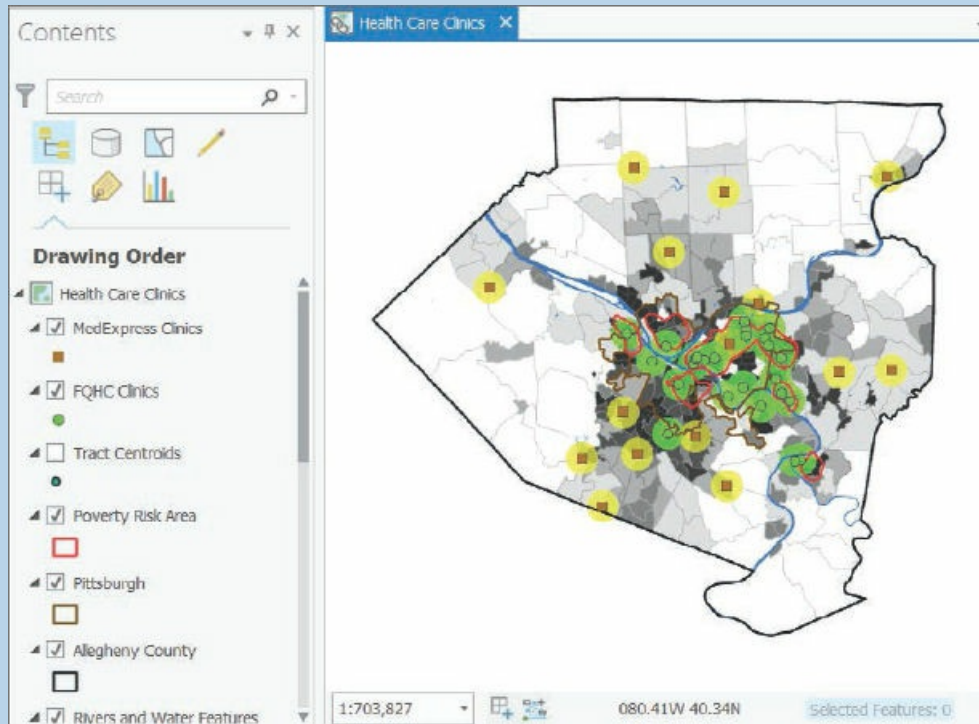 Contents
Search
Drawing Order
Health Care Clinics
MedExpress Clinics
FQHC Clinics
Tract Centroids
Poverty Risk Area
Pittsburgh
Allegheny County
Rivers and Water Features
Health Care Clinics
1:703,827
080.41W 40.34N
Selected Features: 0